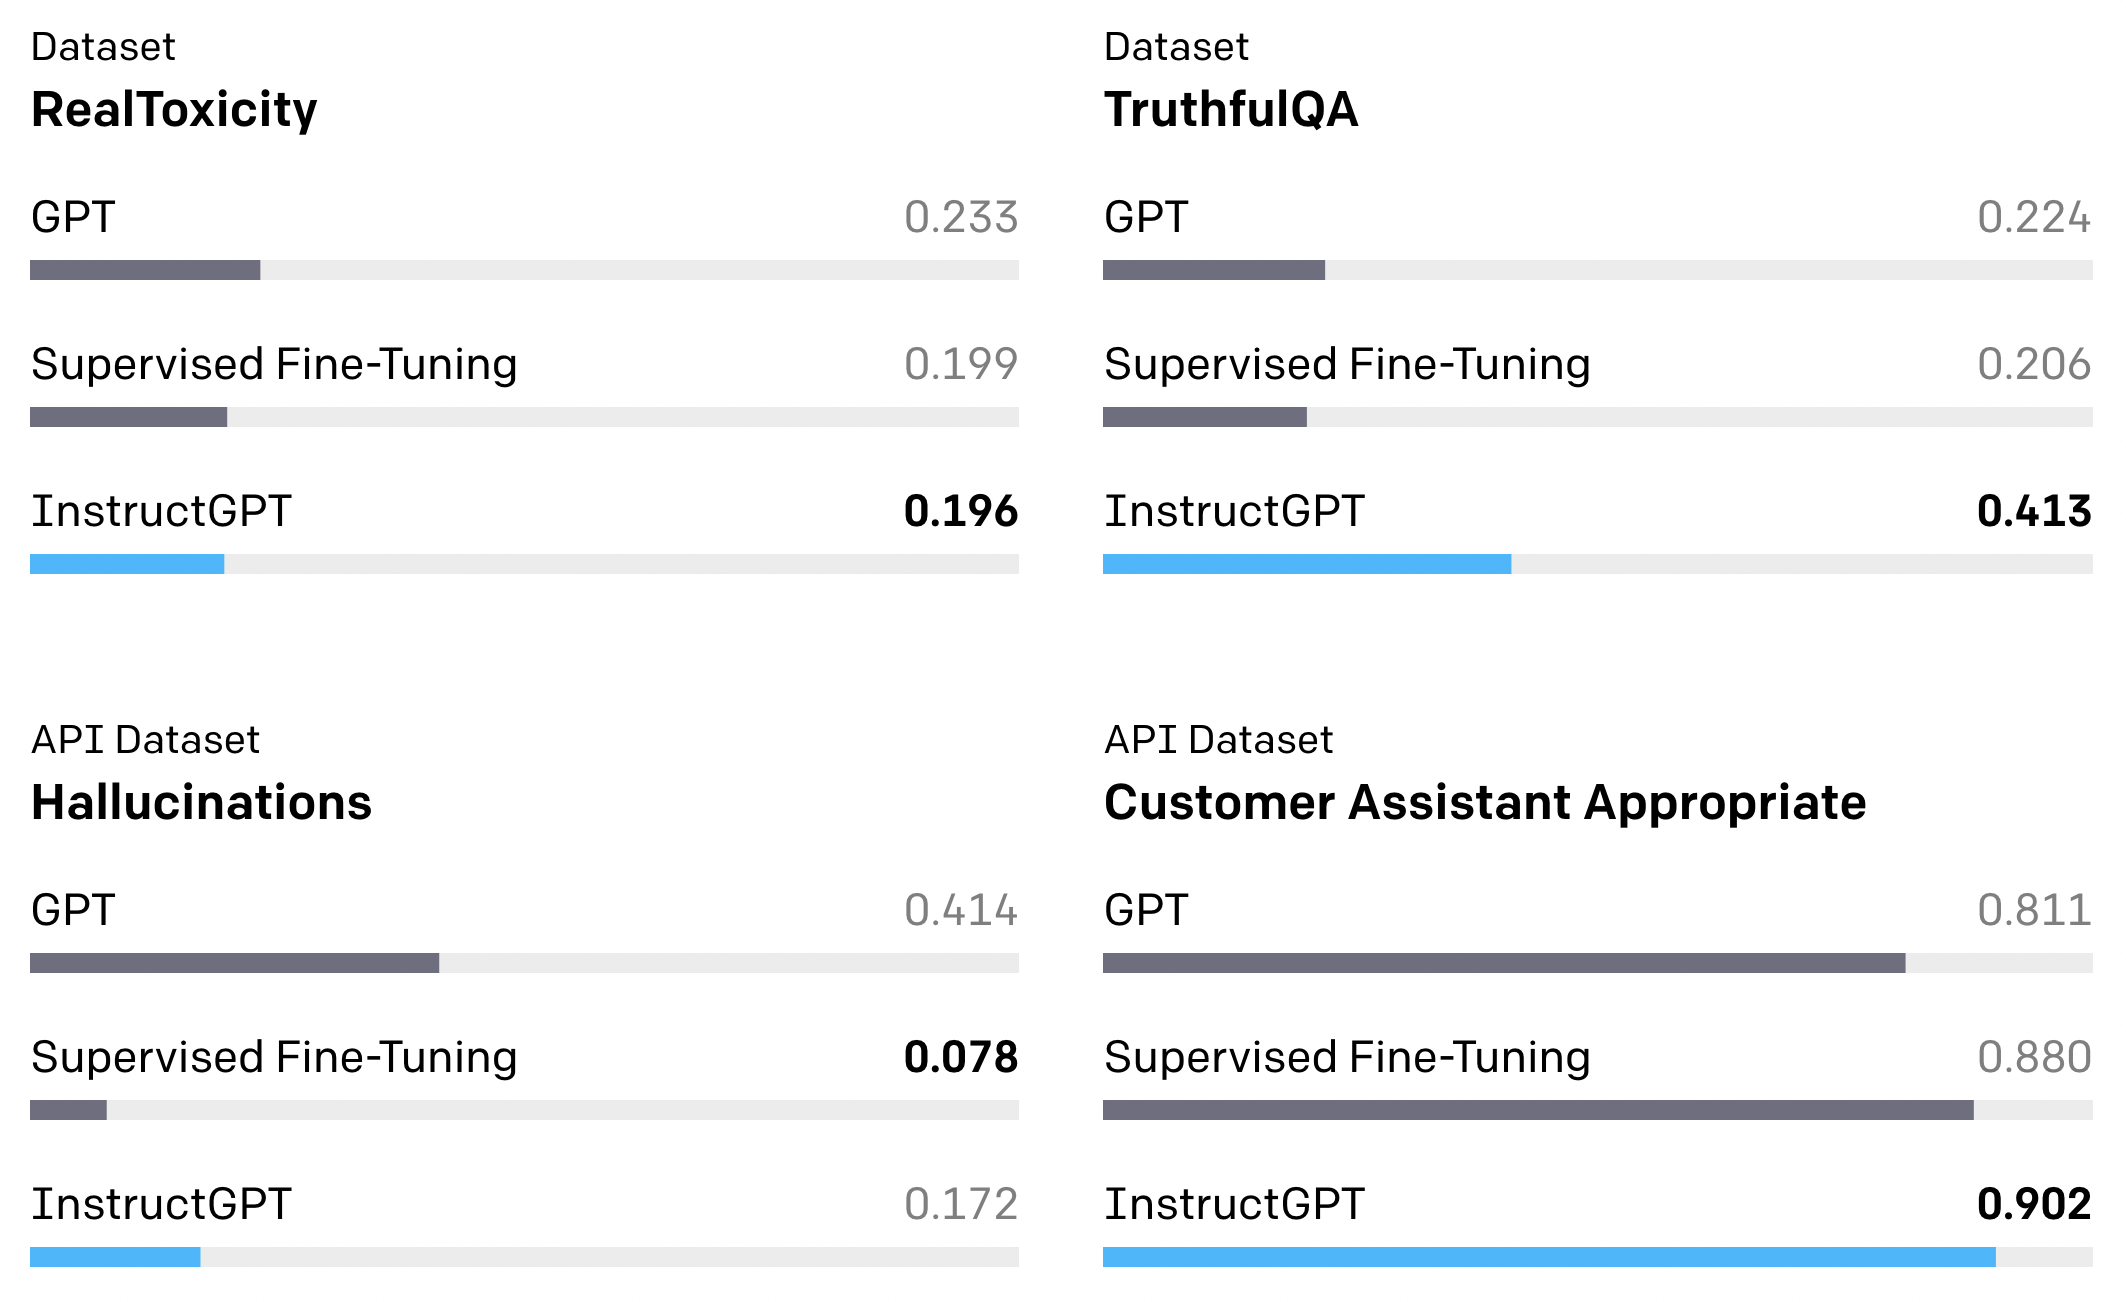 Dataset
RealToxicity
GPT 0.233
Supervised Fine-Tuning 0.199
InstructGPT 0.196
Dataset
TruthfulQA
GPT 0.224
Supervised Fine-Tuning 0.206
InstructGPT 0.413
API Dataset
Hallucinations
GPT 0.414
Supervised Fine-Tuning 0.078
InstructGPT 0.172
API Dataset
Customer Assistant Appropriate
GPT 0.811
Supervised Fine-Tuning 0.880
InstructGPT 0.902